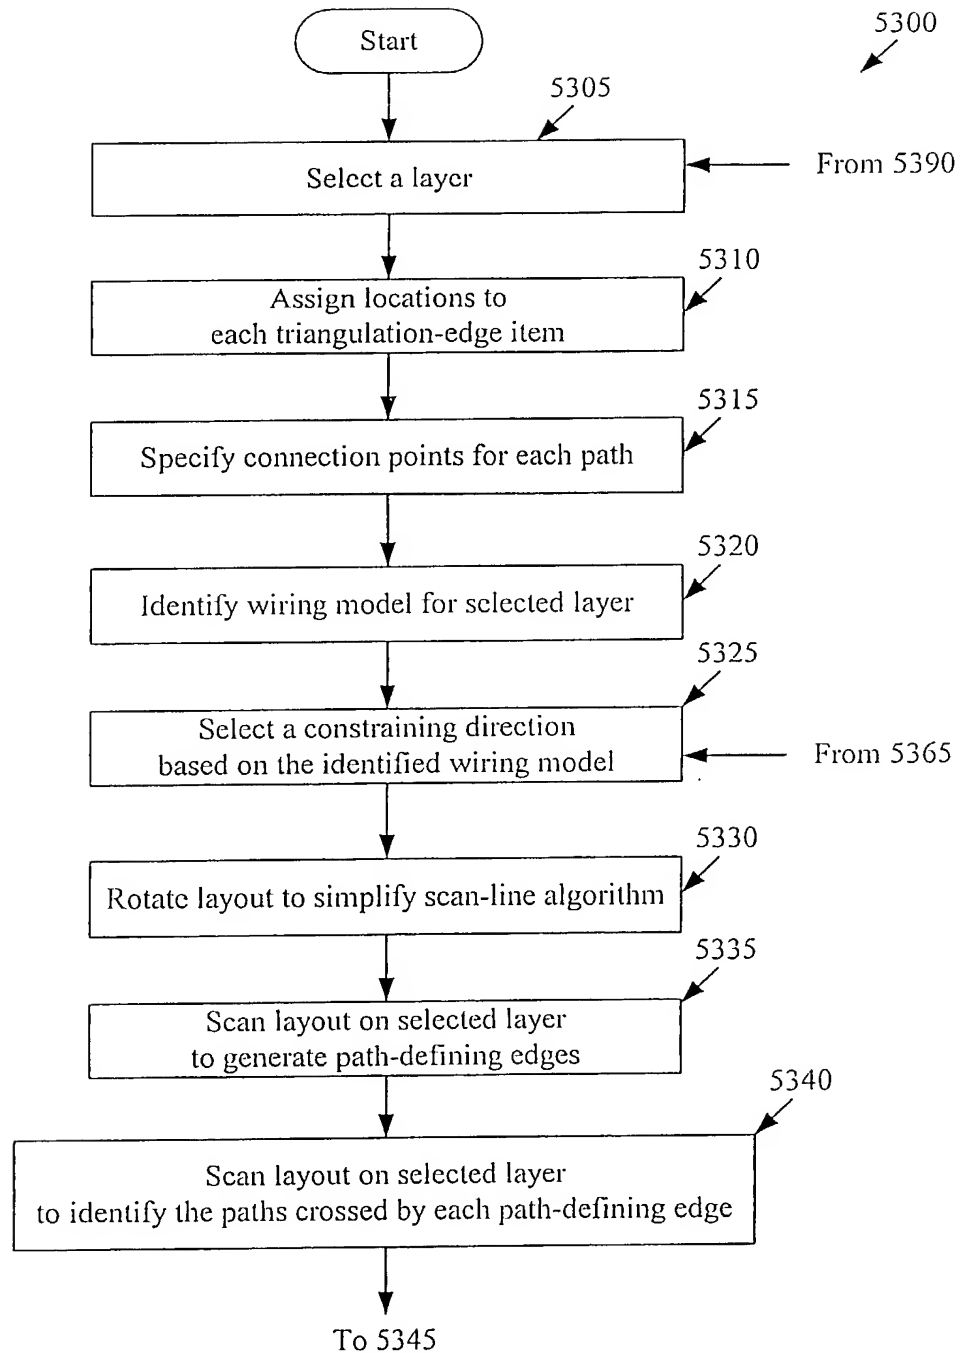 Start
5300
5305
Select a layer
From 5390
5310
Assign locations to
each triangulation-edge item
5315
Specify connection points for each path
5320
Identify wiring model for selected layer
5325
Select a constraining direction
based on the identified wiring model
From 5365
5330
Rotate layout to simplify scan-line algorithm
5335
Scan layout on selected layer
to generate path-defining edges
5340
Scan layout on selected layer
to identify the paths crossed by each path-defining edge
To 5345